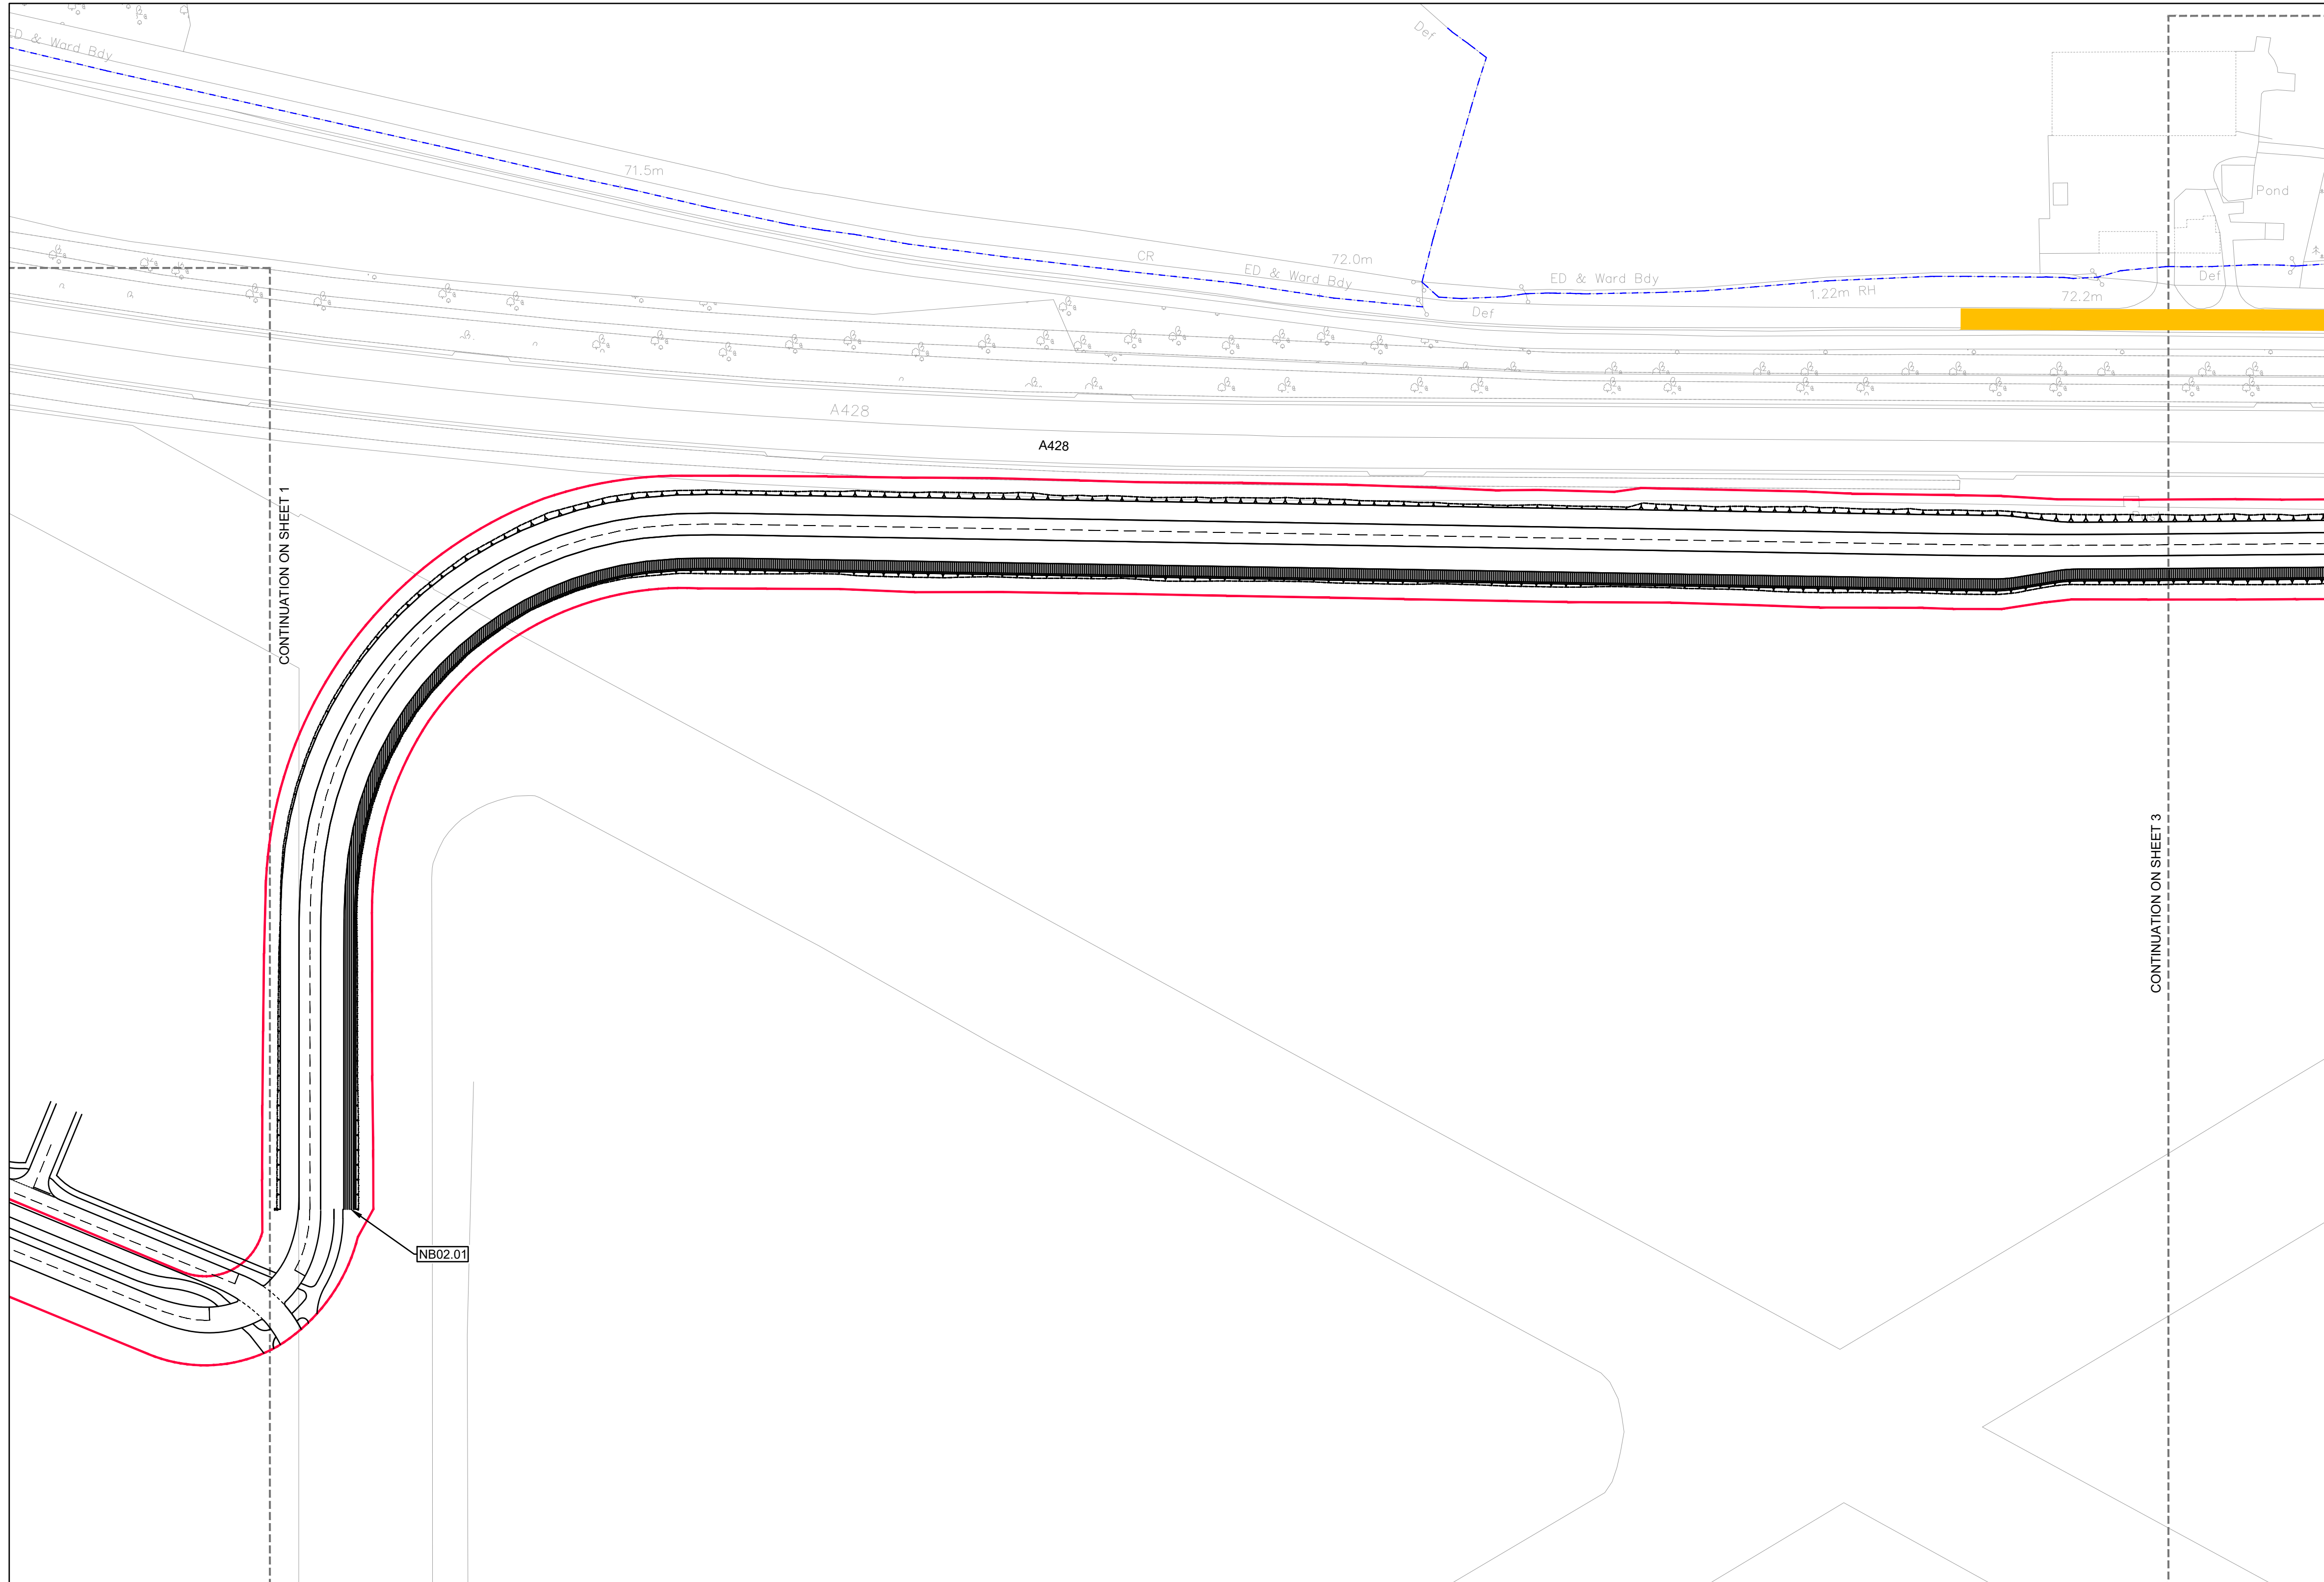 Def
ED & Ward Bdy
71.5m
Pond
CR
72.0m
ED & Ward Bdy
ED & Ward Bdy
Def
1.22m RH
72.2m
Def
A428
A428
CONTINUATION ON SHEET 1
CONTINUATION ON SHEET 3
NB02.01